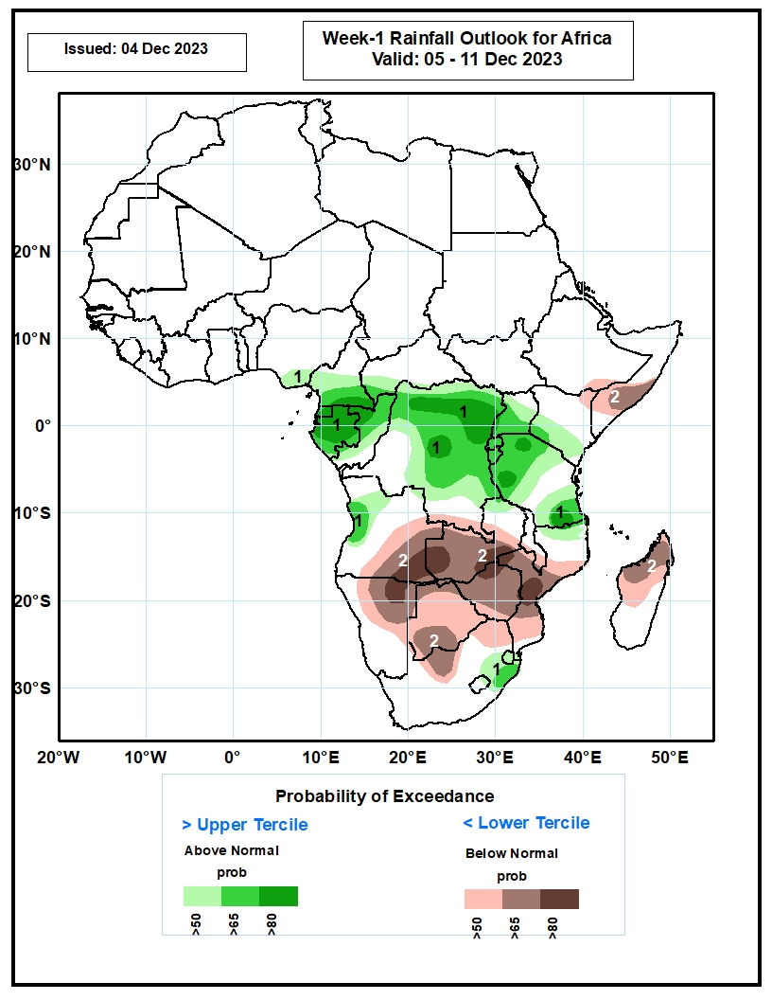 Issued: 04 Dec 2023
Week-1 Rainfall Outlook for Africa
Valid: 05 - 11 Dec 2023
30°N
20°N
10°N
0°
10°S
20°S
30°S
1
1
1
2
1
1
2
2
2
2
1
20°W 10°W 0° 10°E 20°E 30°E 40°E 50°E
Probability of Exceedance
> Upper Tercile
< Lower Tercile
Above Normal
Below Normal
prob
prob
>50 >65 >80
>50 >65 >80